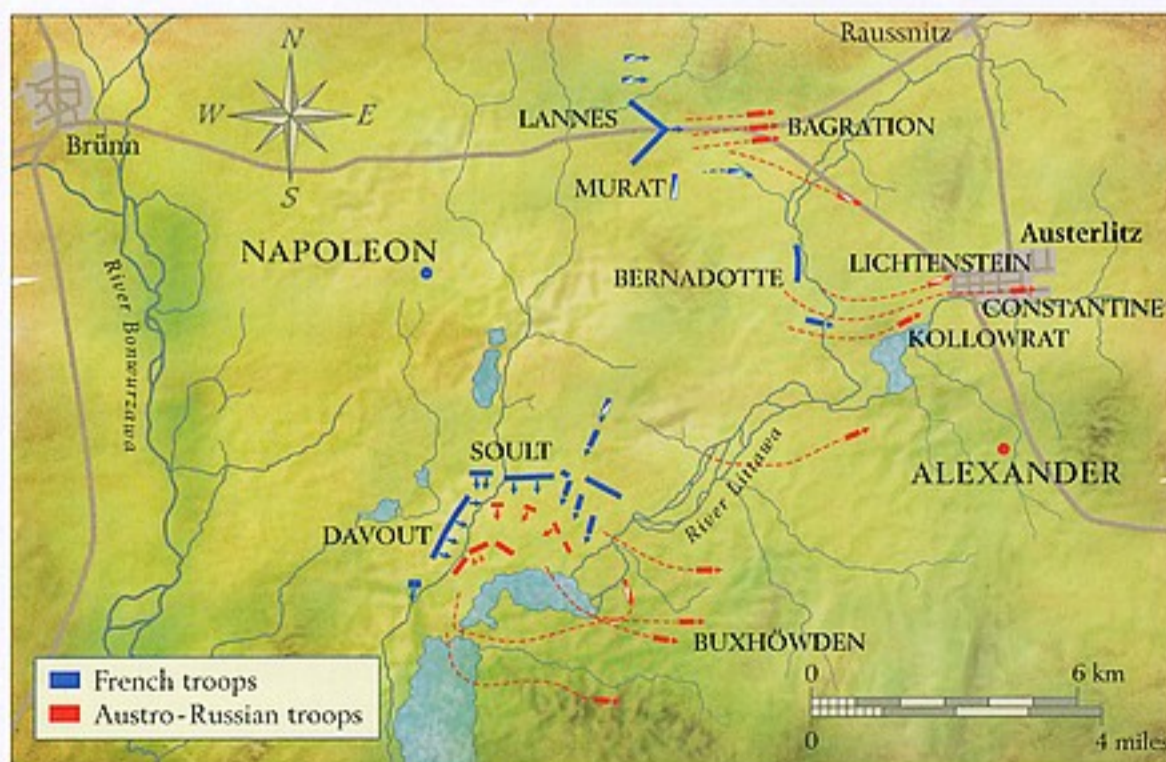 Raussnitz
N
W
E
S
Brünn
LANNES
BAGRATION
MURAT
NAPOLEON
Austerlitz
LICHTENSTEIN
BERNADOTTE
CONSTANTINE
KOLLOWRAT
River Bonwurzawa
SOULT
River Littawa
ALEXANDER
DAVOUT
BUXHÖWDEN
French troops
Austro-Russian troops
0 6 km
0 4 miles